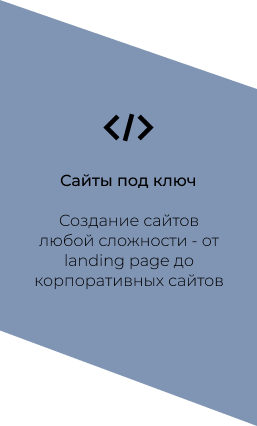 Сайты под ключ
Создание сайтов
любой сложности - от
landing page до
корпоративных сайтов